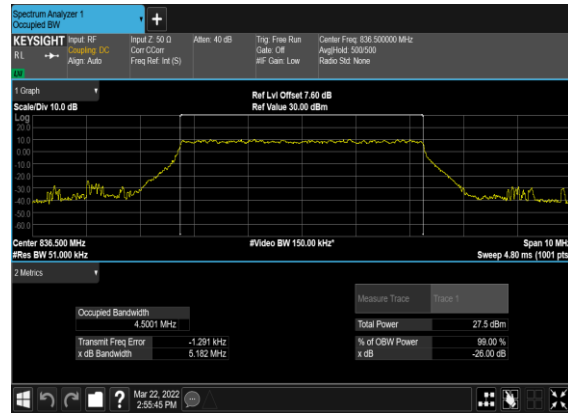 Spectrum Analyzer 1
Occupied BW
+
KEYSIGHT Input: RF Input Z: 50 Ω Atten: 40 dB Trig: Free Run Center Freq: 836.500000 MHz
RL Coupling: DC Corr CCorr Gate: Off Avg|Hold: 500/500
Align: Auto Freq Ref: Int (S) #IF Gain: Low Radio Std: None
LW
1 Graph Ref Lvl Offset 7.60 dB
Scale/Div 10.0 dB Ref Value 30.00 dBm
Log
20.0
10.0
0.00
-10.0
-20.0
-30.0
-40.0
-50.0
-60.0
Center 836.500 MHz #Video BW 150.00 kHz* Span 10 MHz
#Res BW 51.000 kHz Sweep 4.80 ms (1001 pts)
2 Metrics
Measure Trace Trace 1
Occupied Bandwidth
4.5001 MHz Total Power 27.5 dBm
Transmit Freq Error -1.291 kHz % of OBW Power 99.00 %
x dB Bandwidth 5.182 MHz x dB -26.00 dB
? Mar 22, 2022
2:55:45 PM